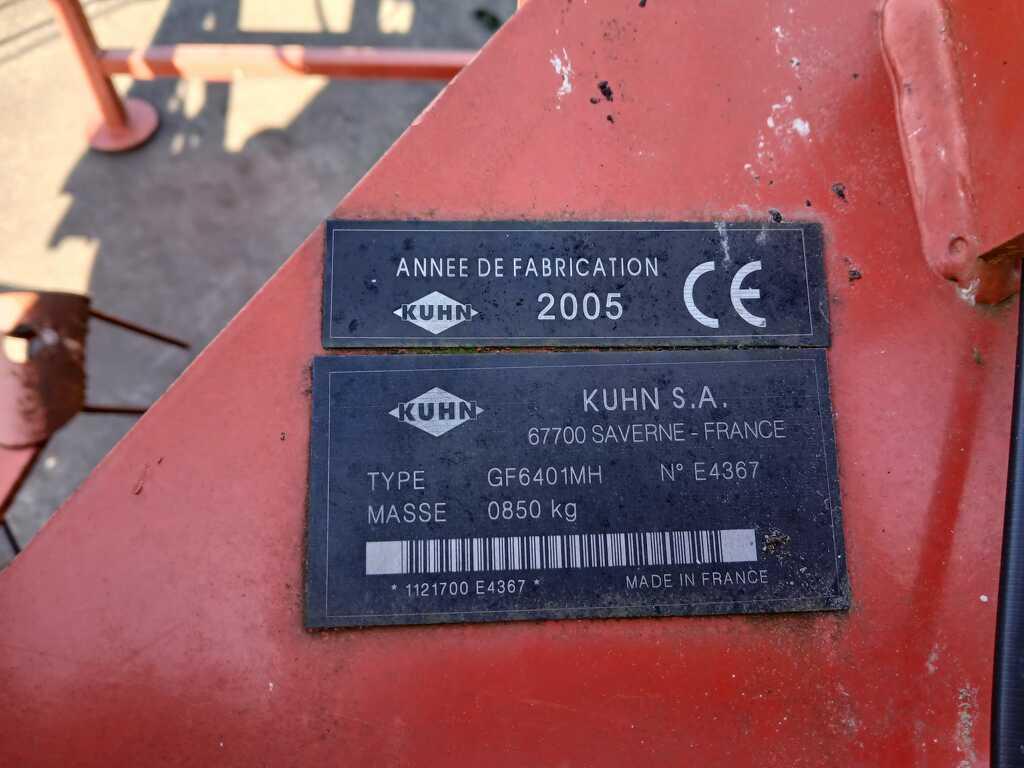 ANNEE DE FABRICATION
KUHN 2005 CE
KUHN
KUHN S.A.
67700 SAVERNE - FRANCE
TYPE GF6401MH N° E4367
MASSE 0850 kg
* 1121700 E4367 * MADE IN FRANCE